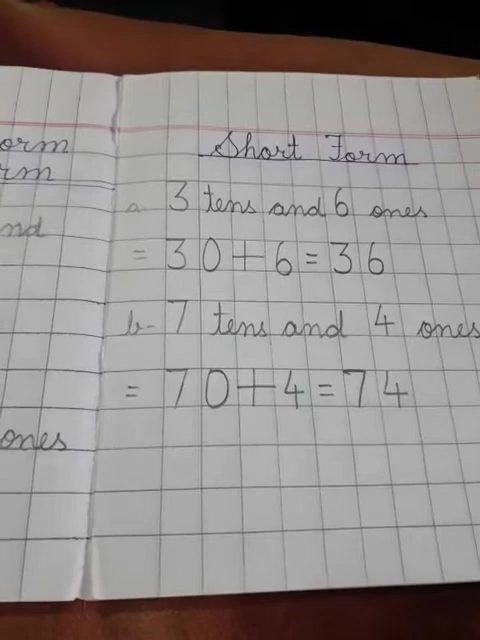 orm
rm
nd
ones
Short Form
a 3 tens and 6 ones
= 30+6=36
b- 7 tens and 4 ones
= 70+4=74